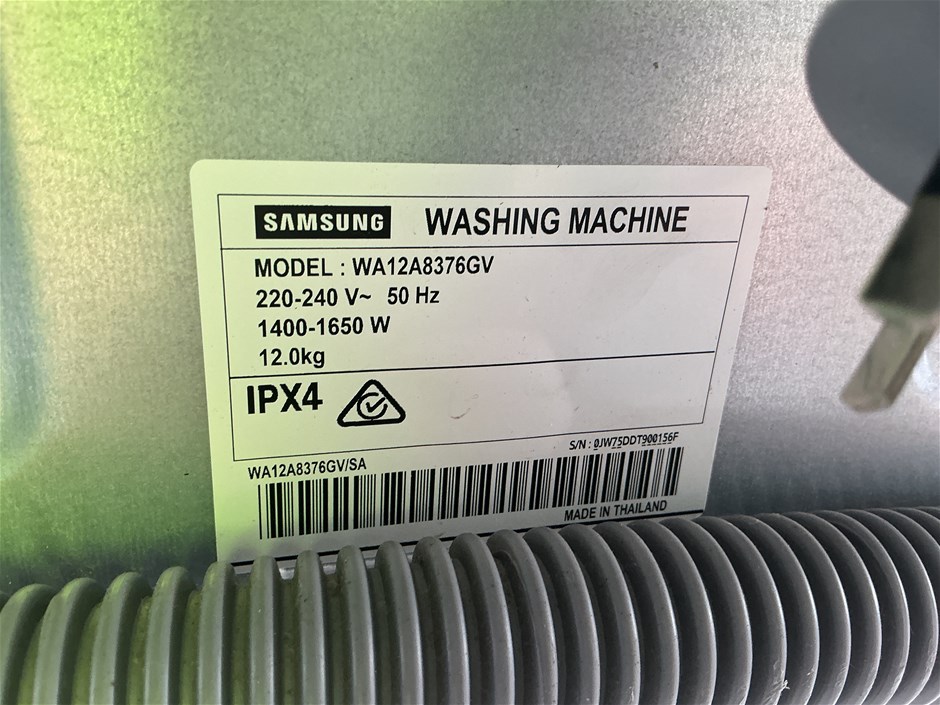 SAMSUNG WASHING MACHINE
MODEL : WA12A8376GV
220-240 V~ 50 Hz
1400-1650 W
12.0kg
IPX4
S/N : 0JW75DDT900156F
WA12A8376GV/SA
MADE IN THAILAND